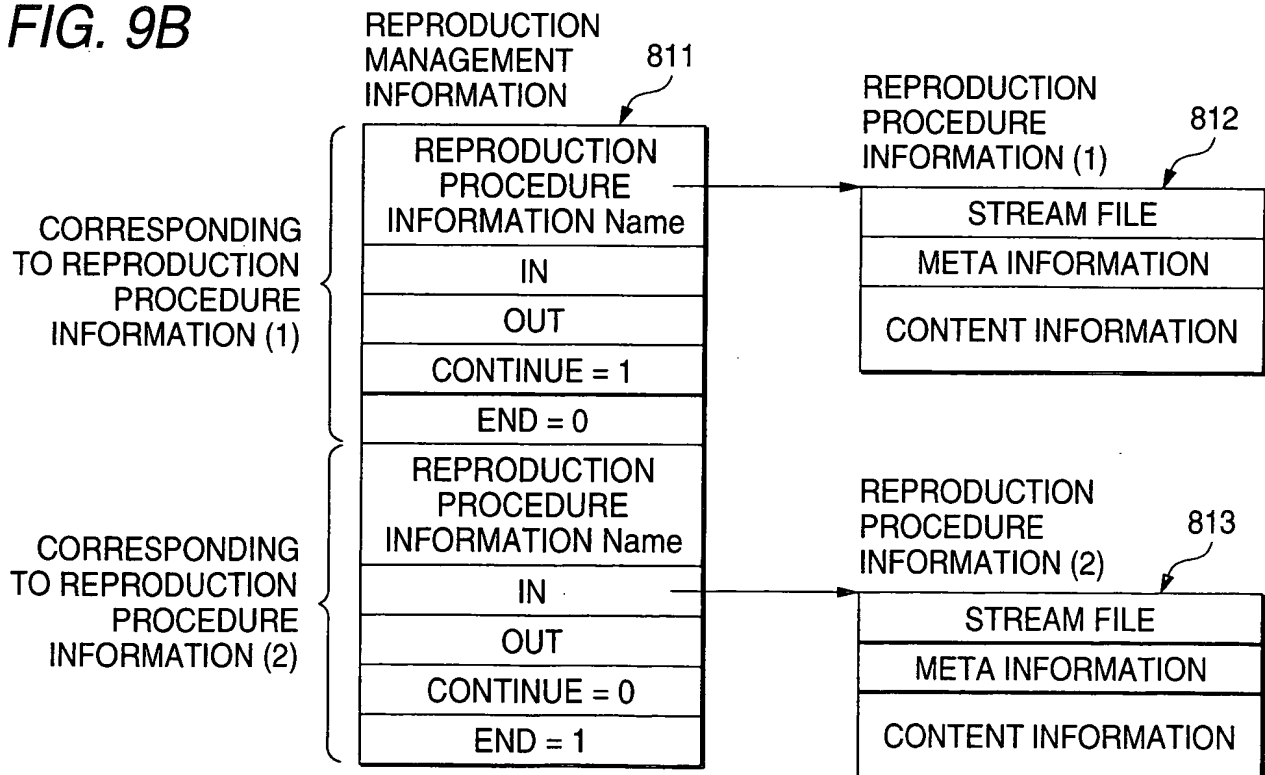 FIG. 9B
REPRODUCTION
MANAGEMENT
INFORMATION
811
REPRODUCTION
PROCEDURE
INFORMATION Name
IN
OUT
CONTINUE = 1
END = 0
REPRODUCTION
PROCEDURE
INFORMATION Name
IN
OUT
CONTINUE = 0
END = 1
CORRESPONDING
TO REPRODUCTION
PROCEDURE
INFORMATION (1)
CORRESPONDING
TO REPRODUCTION
PROCEDURE
INFORMATION (2)
REPRODUCTION
PROCEDURE
INFORMATION (1)
812
STREAM FILE
META INFORMATION
CONTENT INFORMATION
REPRODUCTION
PROCEDURE
INFORMATION (2)
813
STREAM FILE
META INFORMATION
CONTENT INFORMATION